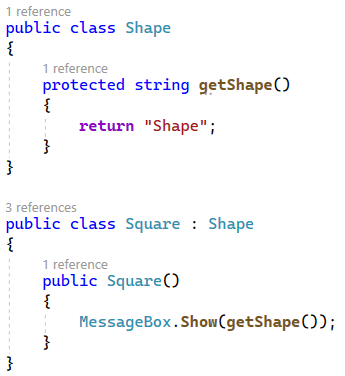 1 reference
public class Shape
{
1 reference
protected string getShape()
{
return "Shape";
}
}
3 references
public class Square : Shape
{
1 reference
public Square()
{
MessageBox.Show(getShape());
}
}